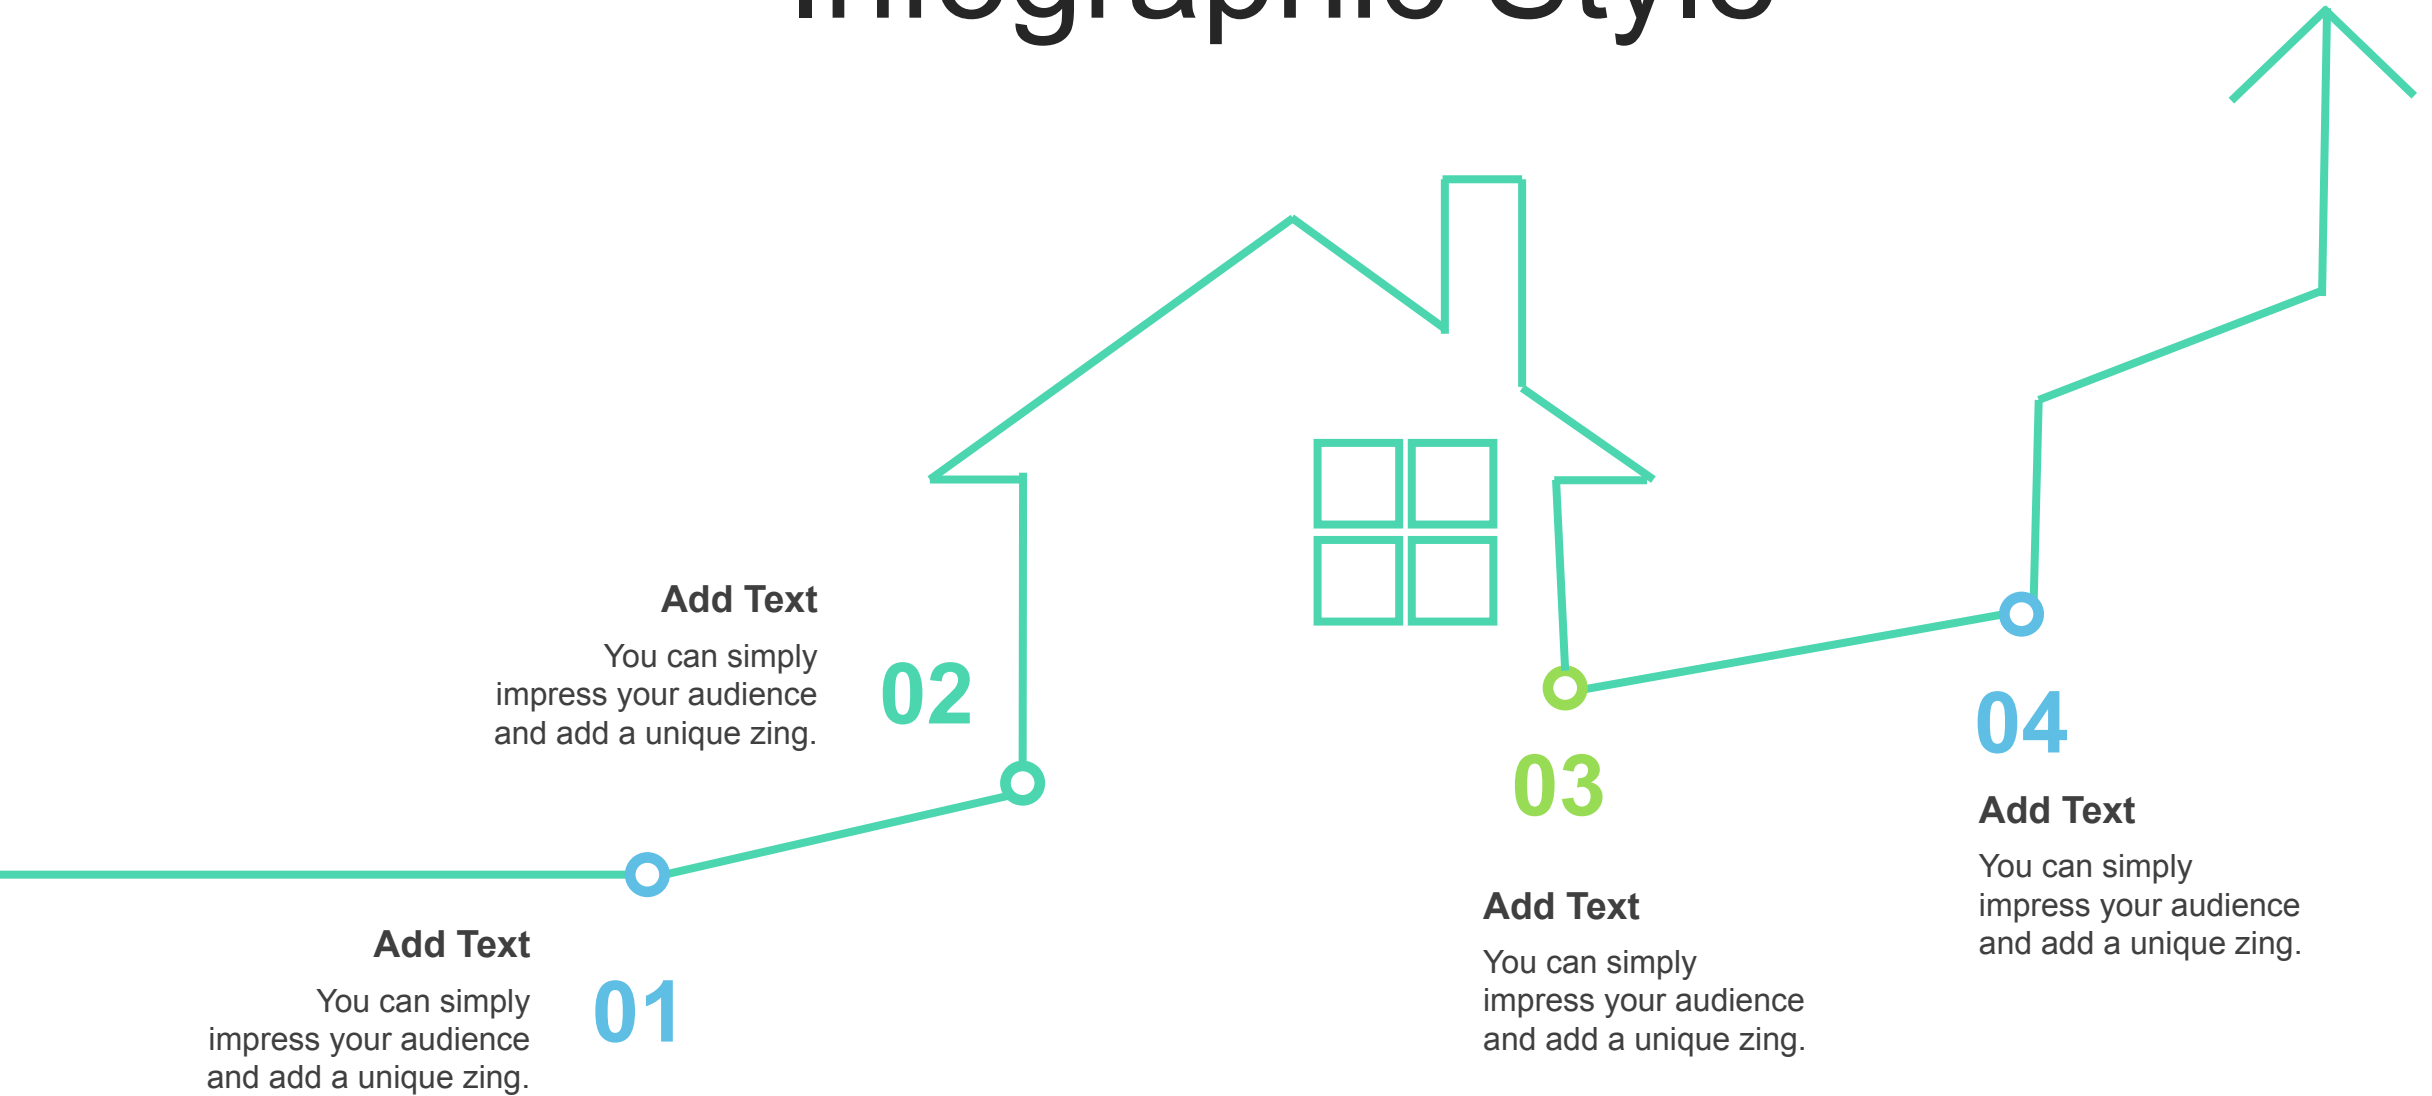 Infographic Style
Add Text
You can simply
impress your audience
and add a unique zing.
02
Add Text
You can simply
impress your audience
and add a unique zing.
01
03
Add Text
You can simply
impress your audience
and add a unique zing.
04
Add Text
You can simply
impress your audience
and add a unique zing.